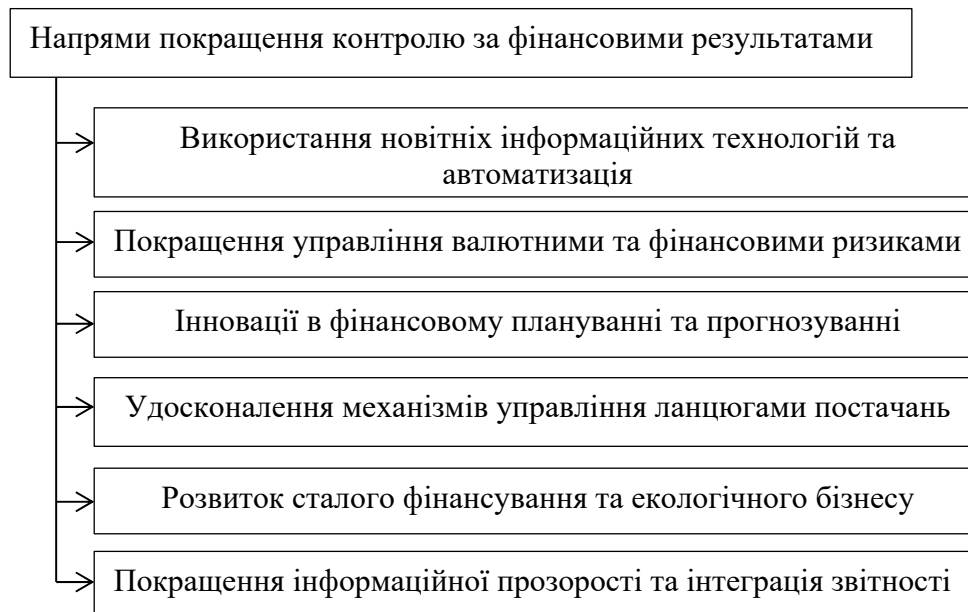 Напрями покращення контролю за фінансовими результатами
Використання новітніх інформаційних технологій та
автоматизація
Покращення управління валютними та фінансовими ризиками
Інновації в фінансовому плануванні та прогнозуванні
Удосконалення механізмів управління ланцюгами постачань
Розвиток сталого фінансування та екологічного бізнесу
Покращення інформаційної прозорості та інтеграція звітності